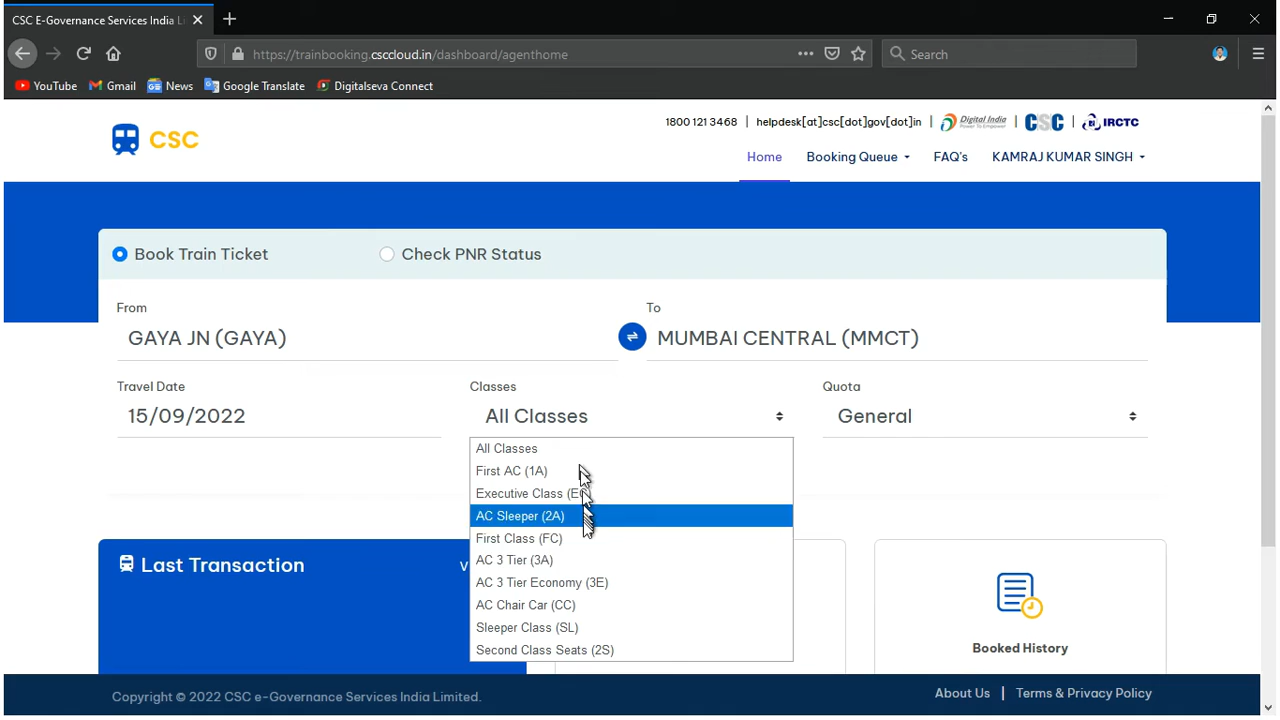 CSC E-Governance Services India Li
https://trainbooking.csccloud.in/dashboard/agenthome
Search
YouTube
Gmail
News
Google Translate
Digitalseva Connect
CSC
1800 121 3468 | helpdesk[at]csc[dot]gov[dot]in | Digital India | CSC | IRCTC
Home
Booking Queue
FAQ's
KAMRAJ KUMAR SINGH
Book Train Ticket
Check PNR Status
From
To
GAYA JN (GAYA)
MUMBAI CENTRAL (MMCT)
Travel Date
Classes
Quota
15/09/2022
All Classes
General
All Classes
First AC (1A)
Executive Class
AC Sleeper (2A)
First Class (FC)
AC 3 Tier (3A)
AC 3 Tier Economy (3E)
AC Chair Car (CC)
Sleeper Class (SL)
Second Class Seats (2S)
Last Transaction
Booked History
Copyright © 2022 CSC e-Governance Services India Limited.
About Us | Terms & Privacy Policy